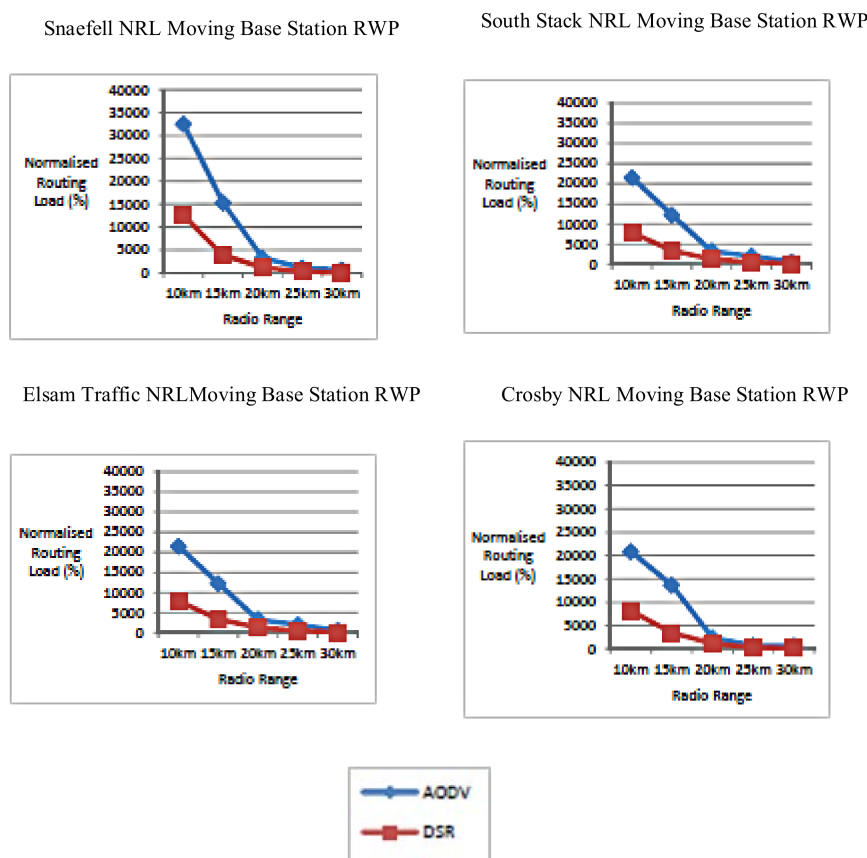 Snaefell NRL Moving Base Station RWP
40000
35000
30000
25000
20000
15000
10000
5000
0
Normalised
Routing
Load (%)
10km 15km 20km 25km 30km
Radio Range
South Stack NRL Moving Base Station RWP
40000
35000
30000
25000
20000
15000
10000
5000
0
Normalised
Routing
Load (%)
10km 15km 20km 25km 30km
Radio Range
Elsam Traffic NRLMoving Base Station RWP
40000
35000
30000
25000
20000
15000
10000
5000
0
Normalised
Routing
Load (%)
10km 15km 20km 25km 30km
Radio Range
Crosby NRL Moving Base Station RWP
40000
35000
30000
25000
20000
15000
10000
5000
0
Normalised
Routing
Load (%)
10km 15km 20km 25km 30km
Radio Range
AODV
DSR